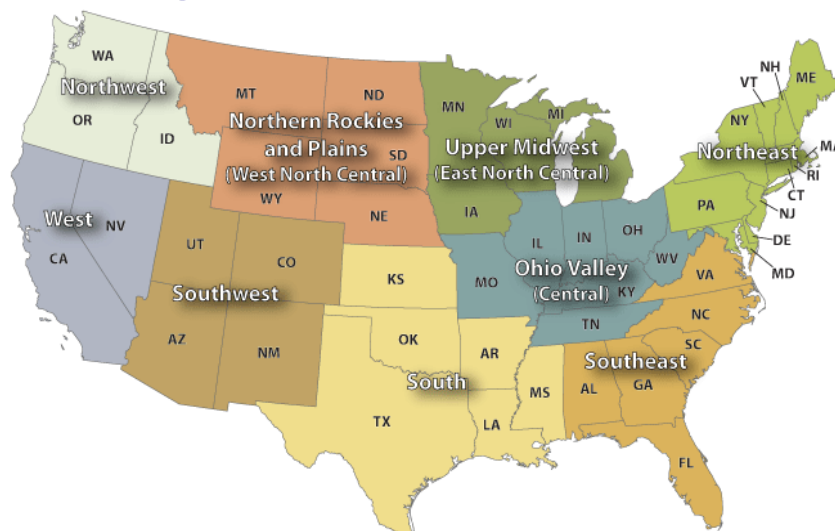 WA
Northwest
OR
ID
MT
ND
Northern Rockies
and Plains
(West North Central)
SD
WY
NE
MN
WI
MI
Upper Midwest
(East North Central)
IA
VT
NH
ME
NY
Northeast
MA
RI
CT
NJ
PA
DE
MD
West
NV
CA
UT
CO
Southwest
AZ
NM
KS
OK
AR
South
TX
LA
MS
IL
IN
OH
WV
Ohio Valley
(Central)
MO
KY
TN
VA
NC
SC
Southeast
AL
GA
FL